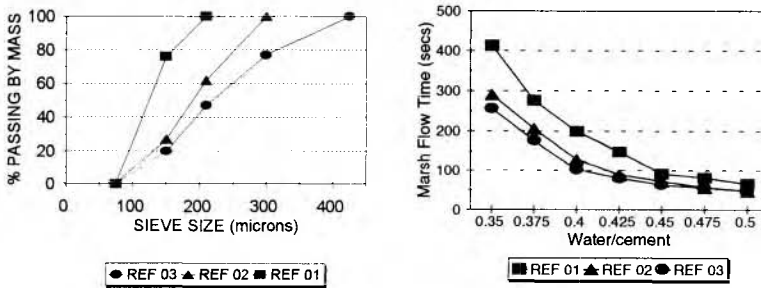 % PASSING BY MASS
100
80
60
40
20
0
0
100
200
300
400
SIEVE SIZE (microns)
REF 03 REF 02 REF 01
Marsh Flow Time (secs)
500
400
300
200
100
0
0.35 0.375 0.4 0.425 0.45 0.475 0.5
Water/cement
REF 01 REF 02 REF 03